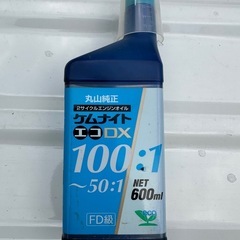 丸山純正
2サイクルエンジンオイル
ケムナイト
エコDX
100:1
～50:1
NET
600ml
FD級
eco